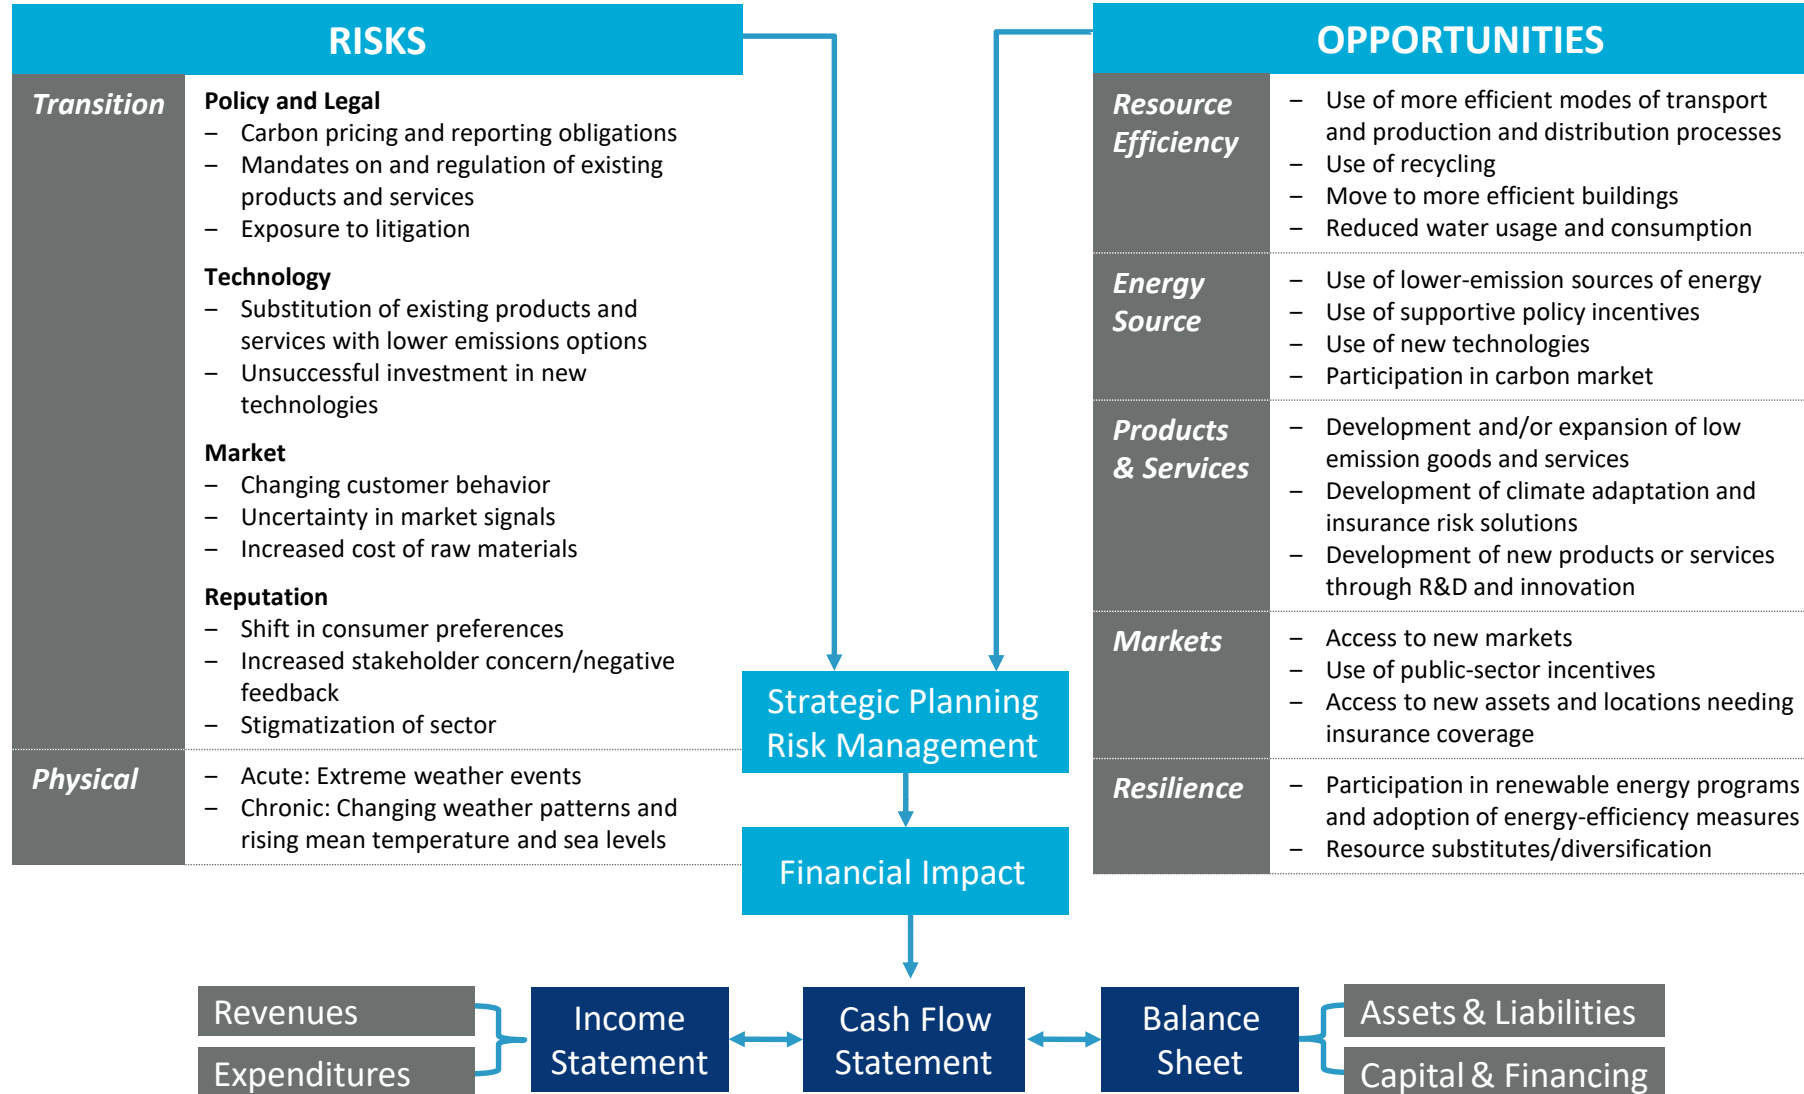 RISKS
Transition
Policy and Legal
– Carbon pricing and reporting obligations
– Mandates on and regulation of existing
products and services
– Exposure to litigation
Technology
– Substitution of existing products and
services with lower emissions options
– Unsuccessful investment in new
technologies
Market
– Changing customer behavior
– Uncertainty in market signals
– Increased cost of raw materials
Reputation
– Shift in consumer preferences
– Increased stakeholder concern/negative
feedback
– Stigmatization of sector
Physical
– Acute: Extreme weather events
– Chronic: Changing weather patterns and
rising mean temperature and sea levels
OPPORTUNITIES
Resource
Efficiency
– Use of more efficient modes of transport
and production and distribution processes
– Use of recycling
– Move to more efficient buildings
– Reduced water usage and consumption
Energy
Source
– Use of lower-emission sources of energy
– Use of supportive policy incentives
– Use of new technologies
– Participation in carbon market
Products
& Services
– Development and/or expansion of low
emission goods and services
– Development of climate adaptation and
insurance risk solutions
– Development of new products or services
through R&D and innovation
Markets
– Access to new markets
– Use of public-sector incentives
– Access to new assets and locations needing
insurance coverage
Resilience
– Participation in renewable energy programs
and adoption of energy-efficiency measures
– Resource substitutes/diversification
Strategic Planning
Risk Management
Financial Impact
Revenues
Expenditures
Income
Statement
Cash Flow
Statement
Balance
Sheet
Assets & Liabilities
Capital & Financing